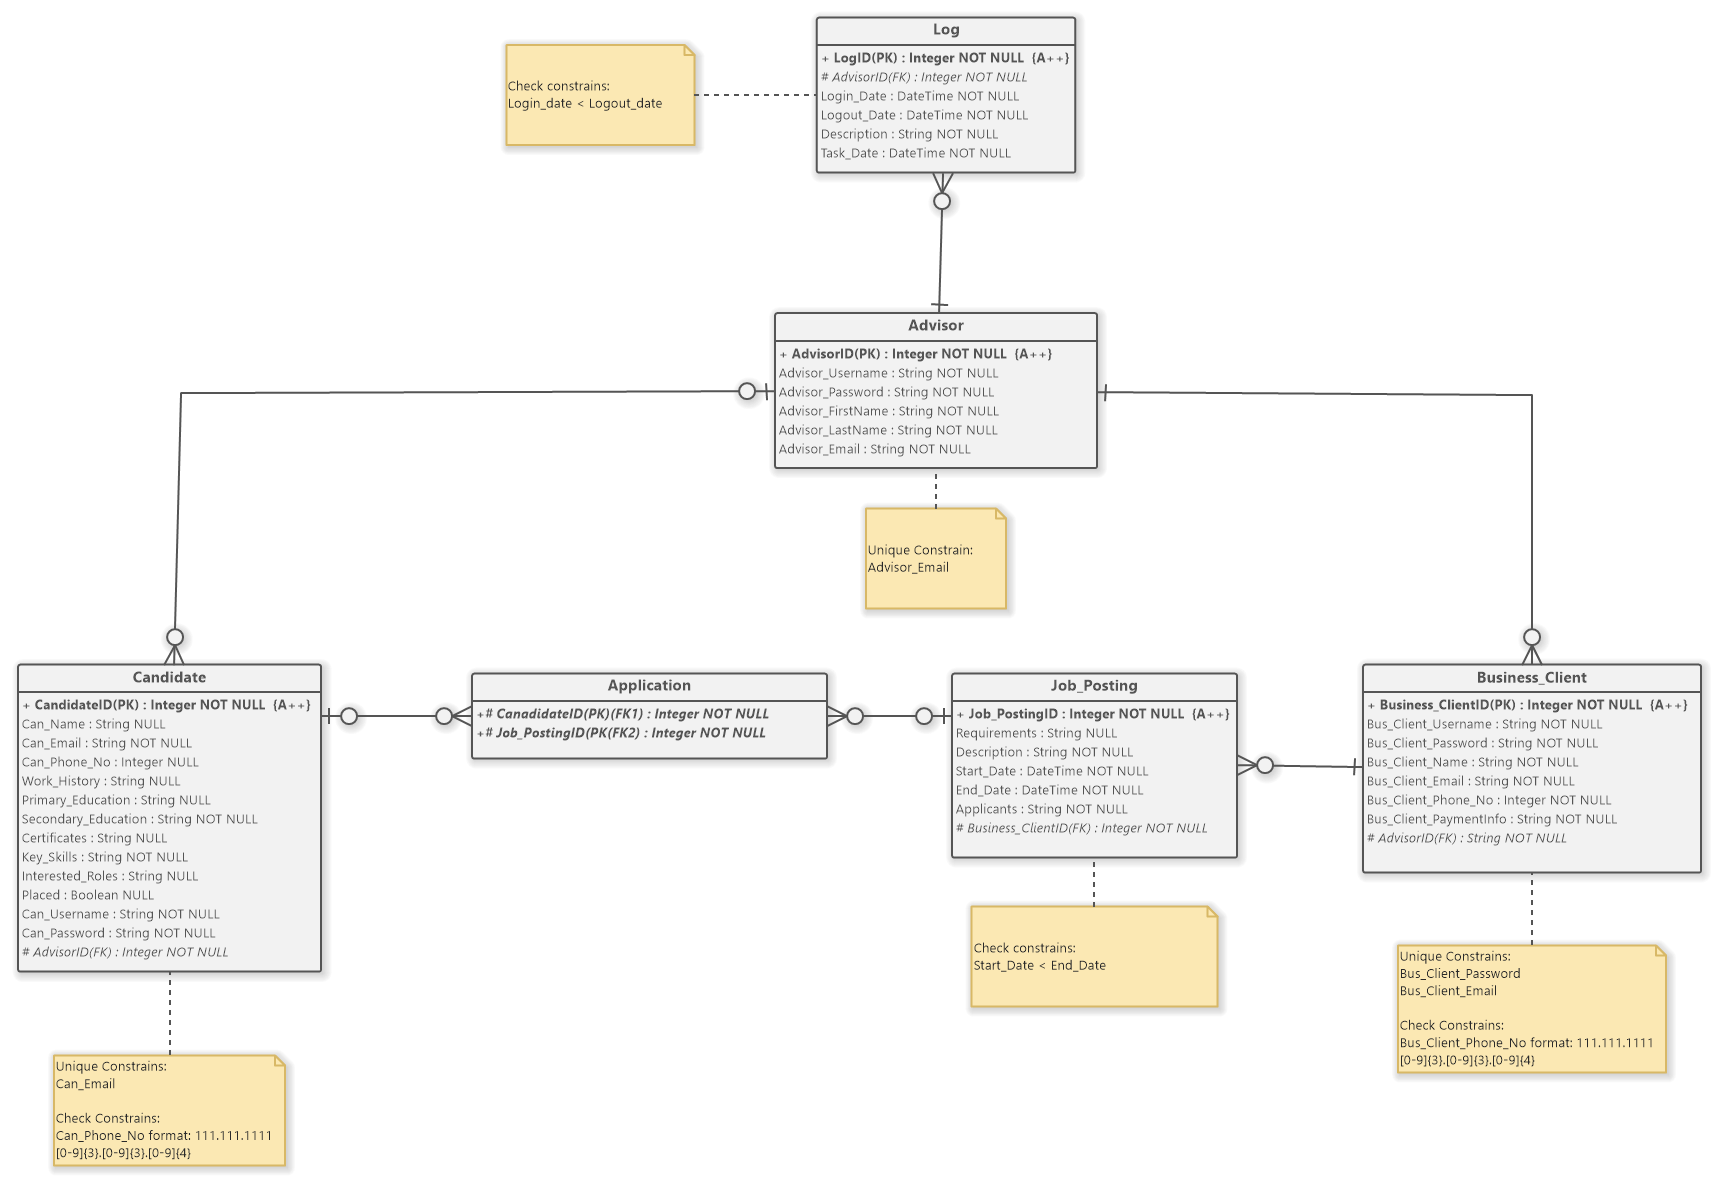 Log
+ LogID(PK) : Integer NOT NULL  {A++}
# AdvisorID(FK) : Integer NOT NULL
Login_Date : DateTime NOT NULL
Logout_Date : DateTime NOT NULL
Description : String NOT NULL
Task_Date : DateTime NOT NULL
Check constrains:
Login_date < Logout_date
Advisor
+ AdvisorID(PK) : Integer NOT NULL  {A++}
Advisor_Username : String NOT NULL
Advisor_Password : String NOT NULL
Advisor_FirstName : String NOT NULL
Advisor_LastName : String NOT NULL
Advisor_Email : String NOT NULL
Unique Constrain:
Advisor_Email
Candidate
+ CandidateID(PK) : Integer NOT NULL  {A++}
Can_Name : String NULL
Can_Email : String NOT NULL
Can_Phone_No : Integer NULL
Work_History : String NULL
Primary_Education : String NULL
Secondary_Education : String NOT NULL
Certificates : String NULL
Key_Skills : String NOT NULL
Interested_Roles : String NULL
Placed : Boolean NULL
Can_Username : String NOT NULL
Can_Password : String NOT NULL
# AdvisorID(FK) : Integer NOT NULL
Application
+# CanadidateID(PK)(FK1) : Integer NOT NULL
+# Job_PostingID(PK(FK2) : Integer NOT NULL
Job_Posting
+ Job_PostingID : Integer NOT NULL  {A++}
Requirements : String NULL
Description : String NOT NULL
Start_Date : DateTime NOT NULL
End_Date : DateTime NOT NULL
Applicants : String NOT NULL
# Business_ClientID(FK) : Integer NOT NULL
Business_Client
+ Business_ClientID(PK) : Integer NOT NULL  {A++}
Bus_Client_Username : String NOT NULL
Bus_Client_Password : String NOT NULL
Bus_Client_Name : String NOT NULL
Bus_Client_Email : String NOT NULL
Bus_Client_Phone_No : Integer NOT NULL
Bus_Client_PaymentInfo : String NOT NULL
# AdvisorID(FK) : String NOT NULL
Check constrains:
Start_Date < End_Date
Unique Constrains:
Bus_Client_Password
Bus_Client_Email
Check Constrains:
Bus_Client_Phone_No format: 111.111.1111
[0-9]{3}.[0-9]{3}.[0-9]{4}
Unique Constrains:
Can_Email
Check Constrains:
Can_Phone_No format: 111.111.1111
[0-9]{3}.[0-9]{3}.[0-9]{4}